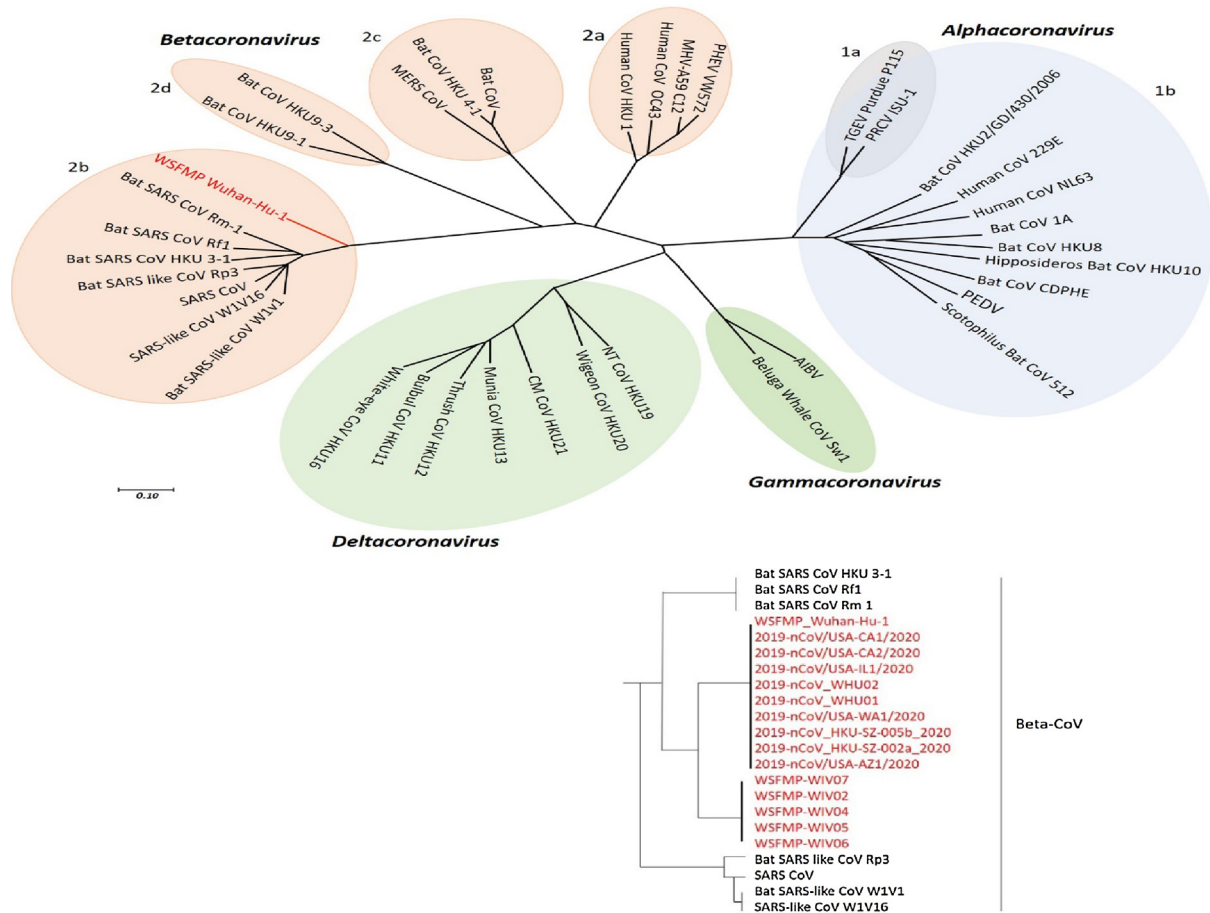 Betacoronavirus
2c
2a
Alphacoronavirus
1a
1b
2d
2b
Bat CoV HKU9-3
Bat CoV HKU9-1
MERS CoV
Bat CoV HKU 4-1
Bat CoV
Human CoV HKU 1
Human CoV OC43
MHV-A59 C12
PHEV VW572
TGEV Purdue P115
PRCV ISU-1
Bat CoV HKU2/GD/430/2006
Human CoV 229E
Human CoV NL63
Bat CoV 1A
Bat CoV HKU8
Hipposideros Bat CoV HKU10
Bat CoV CDPHE
PEDV
Scotophilus Bat CoV 512
WSFMP Wuhan-Hu-1
Bat SARS CoV Rm-1
Bat SARS CoV Rf1
Bat SARS CoV HKU 3-1
Bat SARS like CoV Rp3
SARS CoV
SARS-like CoV W1V16
Bat SARS-like CoV W1v1
White-eye CoV HKU16
Bulbul CoV HKU11
Thrush CoV HKU12
Munia CoV HKU13
CM CoV HKU21
Wigeon CoV HKU20
NT CoV HKU19
AIBV
Beluga Whale CoV Sw1
Gammacoronavirus
0.10
Deltacoronavirus
Bat SARS CoV HKU 3-1
Bat SARS CoV Rf1
Bat SARS CoV Rm 1
WSFMP_Wuhan-Hu-1
2019-nCoV/USA-CA1/2020
2019-nCoV/USA-CA2/2020
2019-nCoV/USA-IL1/2020
2019-nCoV_WHU02
2019-nCoV_WHU01
2019-nCoV/USA-WA1/2020
2019-nCoV_HKU-SZ-005b_2020
2019-nCoV_HKU-SZ-002a_2020
2019-nCoV/USA-AZ1/2020
WSFMP-WIV07
WSFMP-WIV02
WSFMP-WIV04
WSFMP-WIV05
WSFMP-WIV06
Bat SARS like CoV Rp3
SARS CoV
Bat SARS-like CoV W1V1
SARS-like CoV W1V16
Beta-CoV